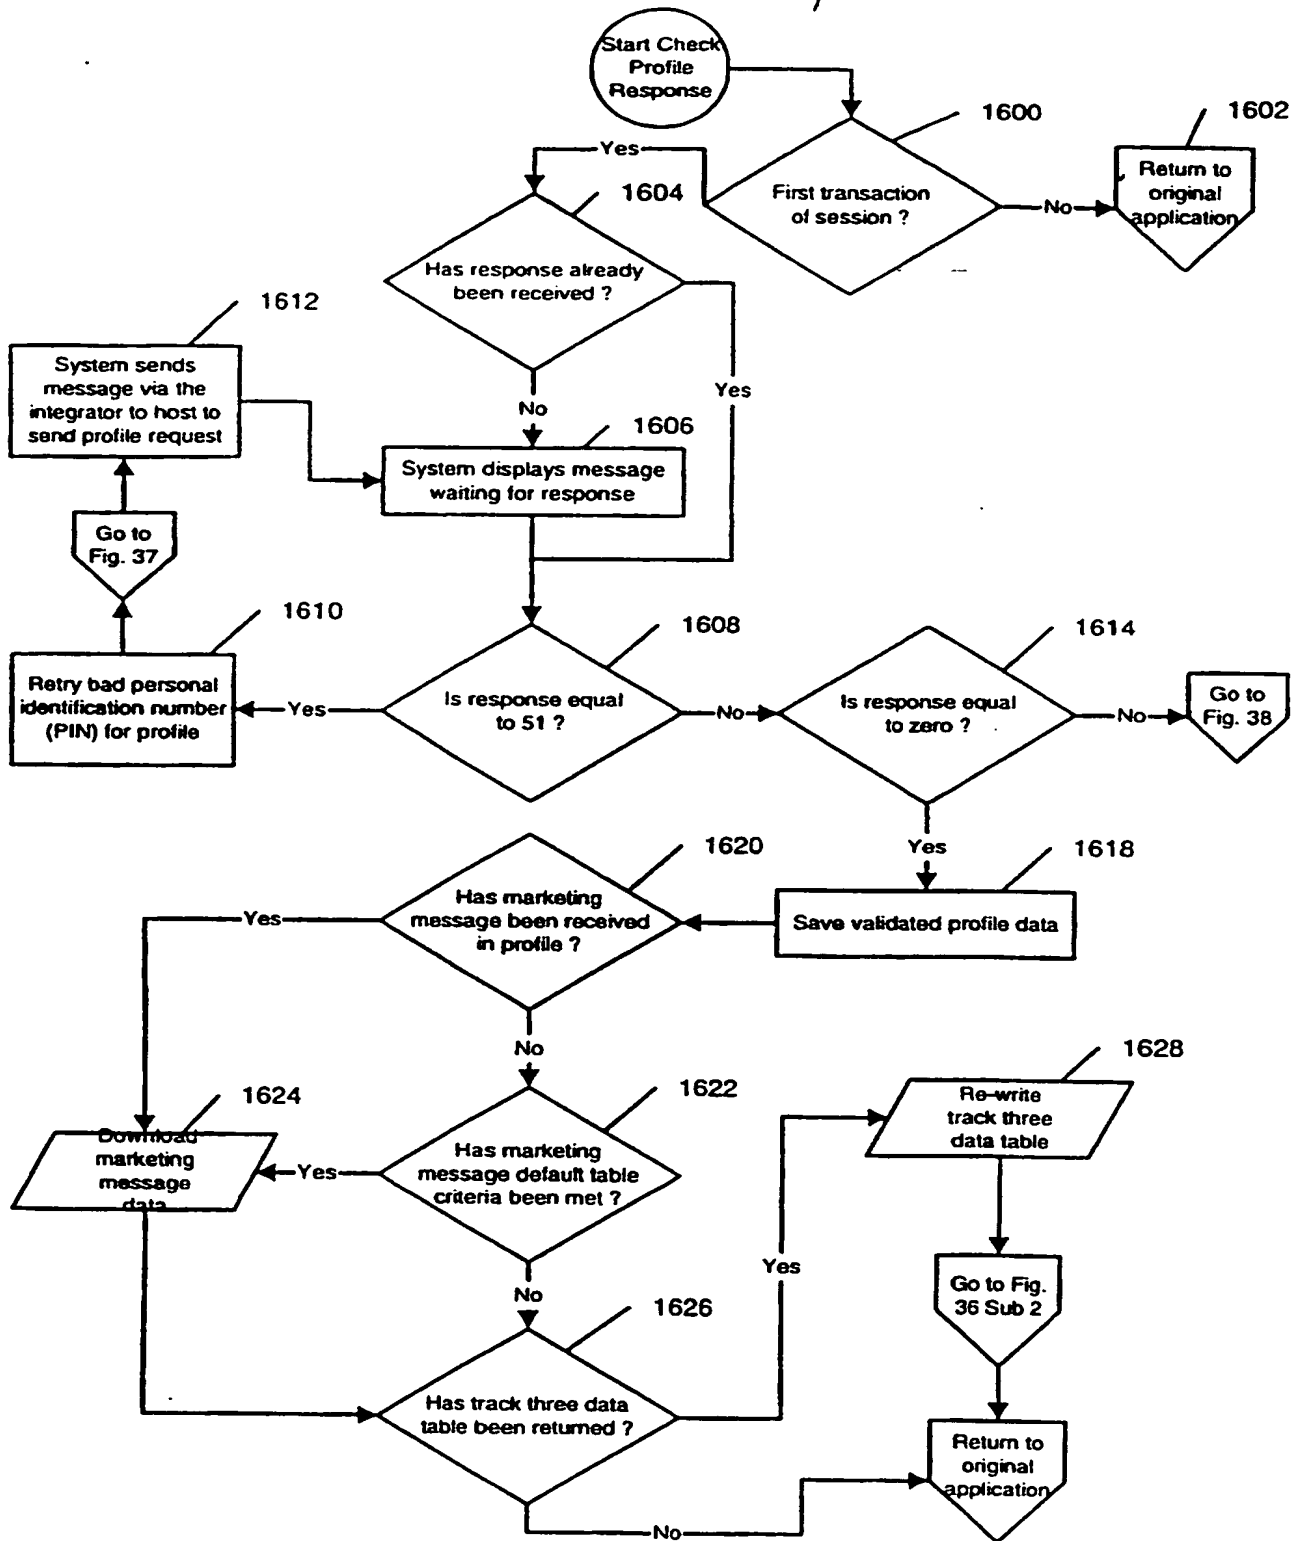 Start Check
Profile
Response
1600
1602
First transaction
of session ?
Yes
No
Return to
original
application
1604
Has response already
been received ?
Yes
No
1612
System sends
message via the
integrator to host to
send profile request
1606
System displays message
waiting for response
Go to
Fig. 37
1610
Retry bad personal
identification number
(PIN) for profile
Yes
1608
Is response equal
to 51 ?
No
1614
Is response equal
to zero ?
No
Go to
Fig. 38
Yes
1618
Save validated profile data
1620
Has marketing
message been received
in profile ?
Yes
No
1622
Has marketing
message default table
criteria been met ?
Yes
1624
Download
marketing
message
data
No
1626
Has track three data
table been returned ?
Yes
1628
Re-write
track three
data table
Go to Fig.
36 Sub 2
Return to
original
application
No